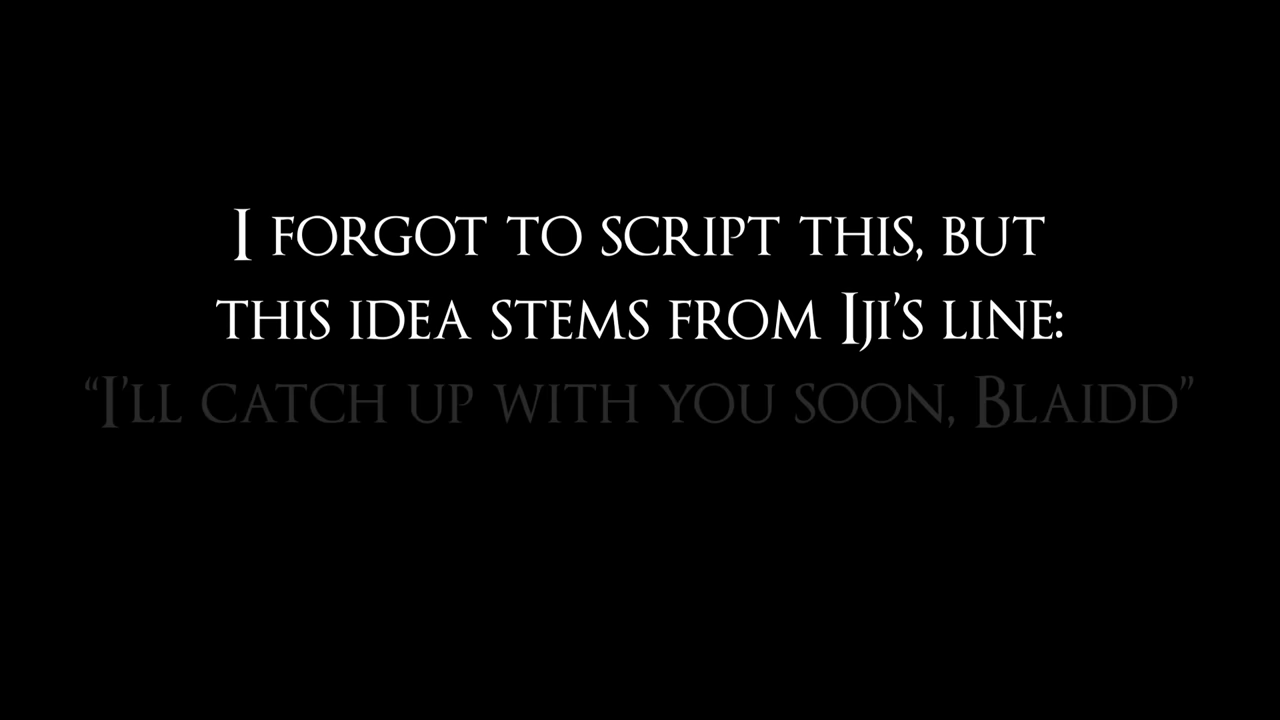 I forgot to script this, but
this idea stems from Iji’s line:
“I’ll catch up with you soon, Blaidd”